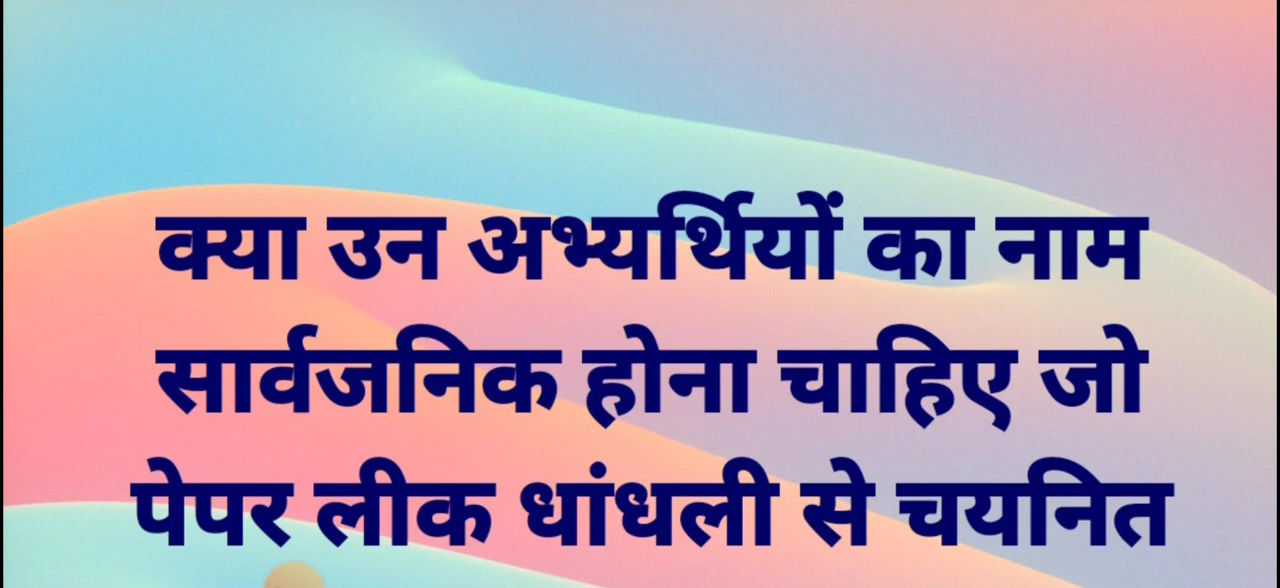 क्या उन अभ्यर्थियों का नाम
सार्वजनिक होना चाहिए जो
पेपर लीक धांधली से चयनित